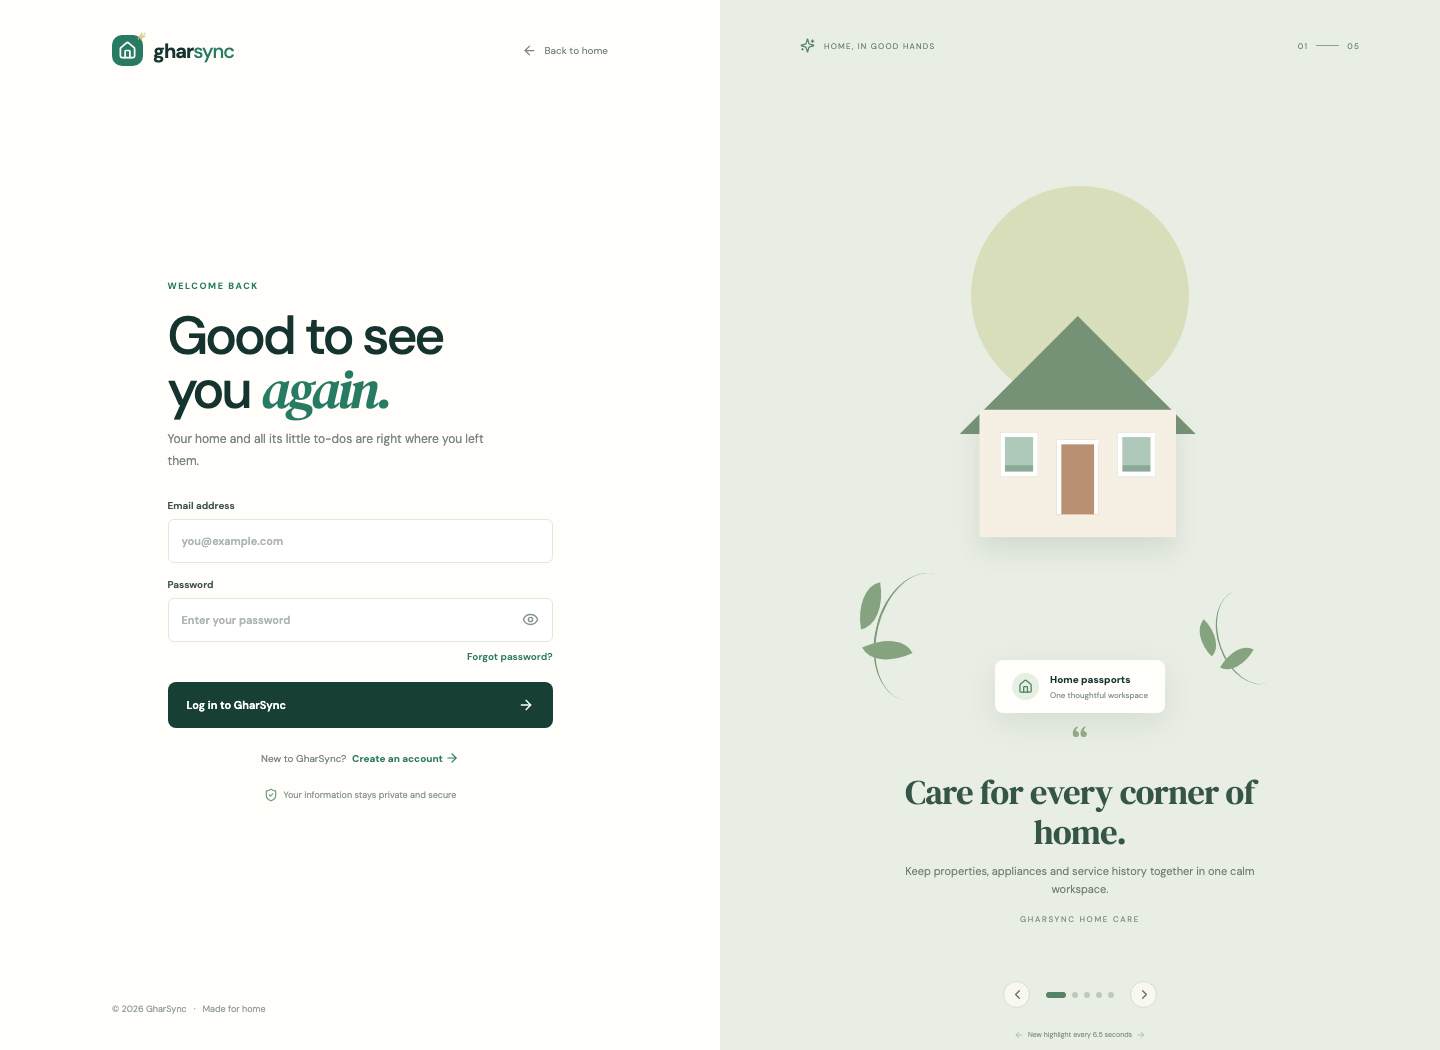 gharsync
Back to home
WELCOME BACK
Good to see
you again.
Your home and all its little to-dos are right where you left
them.
Email address
you@example.com
Password
Enter your password
Forgot password?
Log in to GharSync
New to GharSync? Create an account
Your information stays private and secure
© 2026 GharSync · Made for home
HOME, IN GOOD HANDS
01 05
Home passports
One thoughtful workspace
“
Care for every corner of
home.
Keep properties, appliances and service history together in one calm
workspace.
GHARSYNC HOME CARE
New highlight every 6.5 seconds